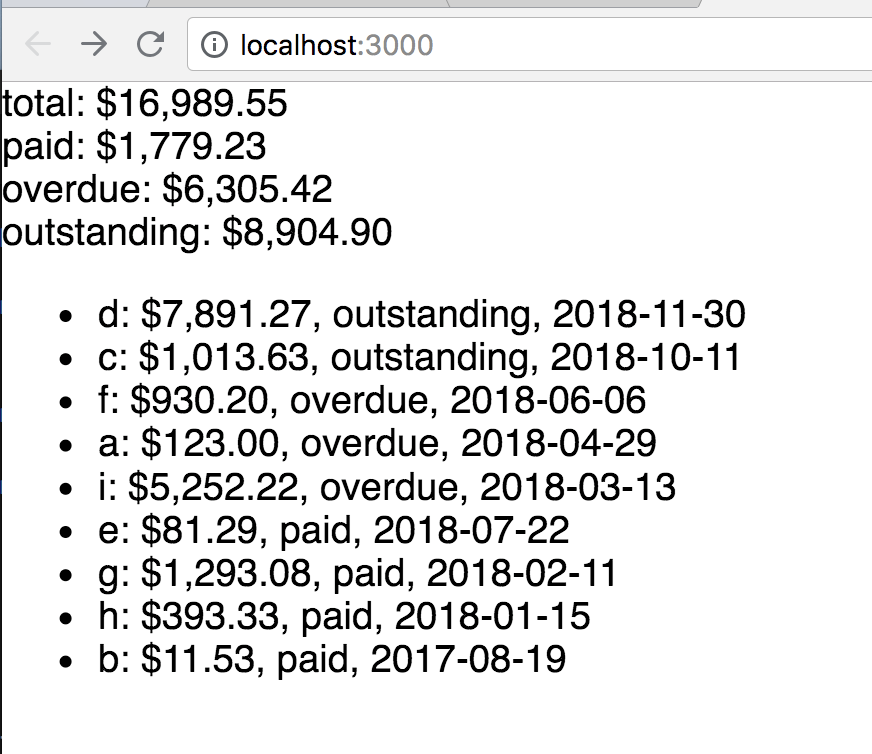 localhost:3000
total: $16,989.55
paid: $1,779.23
overdue: $6,305.42
outstanding: $8,904.90
d: $7,891.27, outstanding, 2018-11-30
c: $1,013.63, outstanding, 2018-10-11
f: $930.20, overdue, 2018-06-06
a: $123.00, overdue, 2018-04-29
i: $5,252.22, overdue, 2018-03-13
e: $81.29, paid, 2018-07-22
g: $1,293.08, paid, 2018-02-11
h: $393.33, paid, 2018-01-15
b: $11.53, paid, 2017-08-19